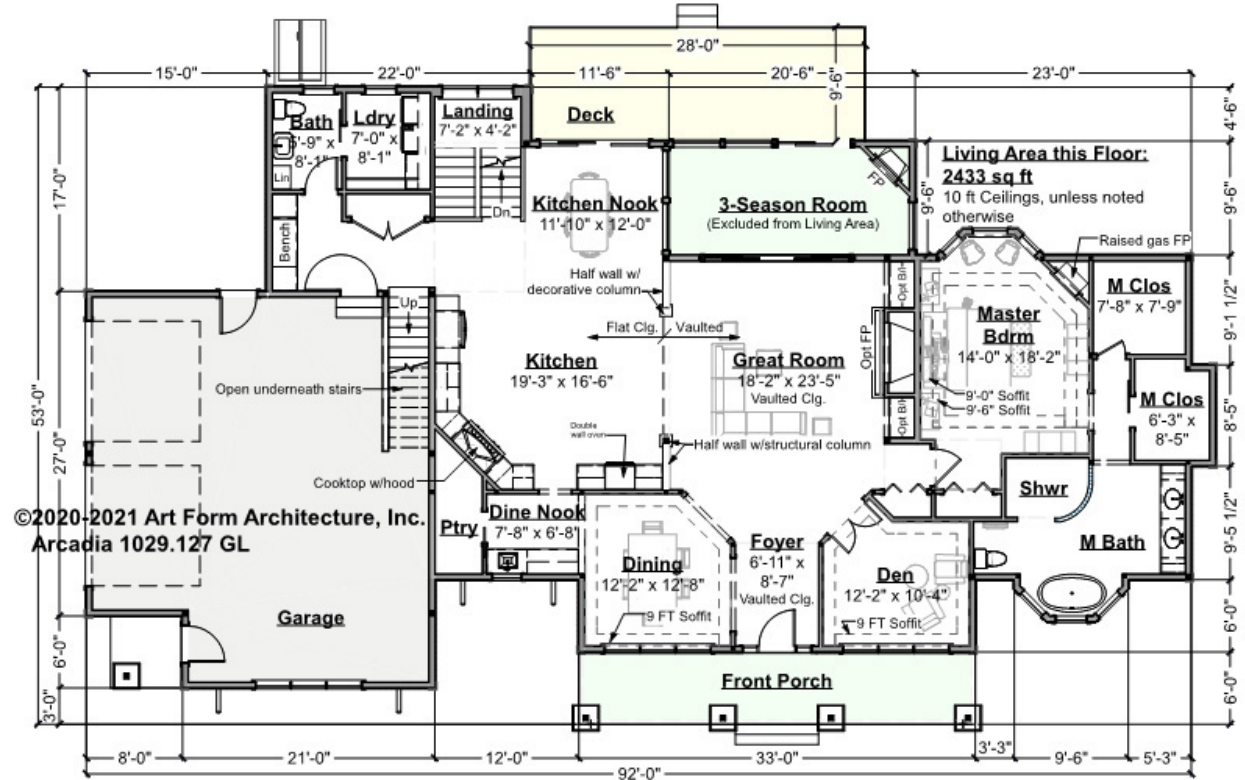 28'-0"
15'-0"
22'-0"
11'-6"
20'-6"
23'-0"
9'-6"
4'-6"
Deck
Bath
5'-9" x
8'-1"
Lin
Ldry
7'-0" x
8'-1"
Landing
7'-2" x 4'-2"
Dn
Kitchen Nook
11'-10" x 12'-0"
FP
3-Season Room
(Excluded from Living Area)
9'-6"
Living Area this Floor:
2433 sq ft
10 ft Ceilings, unless noted
otherwise
9'-6"
17'-0"
Bench
Half wall w/
decorative column
Raised gas FP
Opt B/I
M Clos
7'-8" x 7'-9"
9'-1 1/2"
Up
Flat Clg.
Vaulted
Master
Bdrm
14'-0" x 18'-2"
Kitchen
19'-3" x 16'-6"
Great Room
18'-2" x 23'-5"
Vaulted Clg.
Opt FP
Open underneath stairs
9'-0" Soffit
9'-6" Soffit
Opt B/I
M Clos
6'-3" x
8'-5"
8'-5"
53'-0"
27'-0"
Double
wall oven
Half wall w/structural column
Cooktop w/hood
Shwr
©2020-2021 Art Form Architecture, Inc.
Arcadia 1029.127 GL
Ptry
Dine Nook
7'-8" x 6'-8"
Dining
12'-2" x 12'-8"
9 FT Soffit
Foyer
6'-11" x
8'-7"
Vaulted Clg.
Den
12'-2" x 10'-4"
9 FT Soffit
M Bath
9'-5 1/2"
Garage
6'-0"
6'-0"
3'-0"
Front Porch
6'-0"
8'-0"
21'-0"
12'-0"
33'-0"
3'-3"
9'-6"
5'-3"
92'-0"